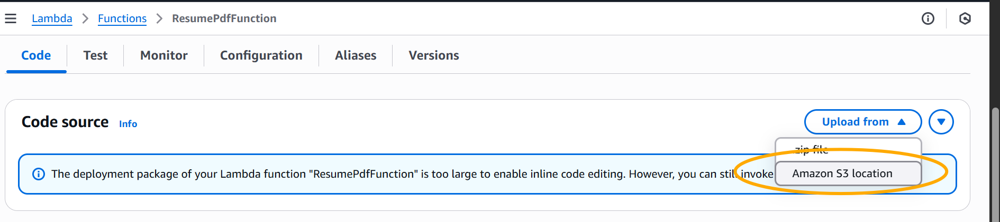 Lambda > Functions > ResumePdfFunction
Code Test Monitor Configuration Aliases Versions
Code source Info
Upload from
.zip file
Amazon S3 location
The deployment package of your Lambda function "ResumePdfFunction" is too large to enable inline code editing. However, you can still invoke